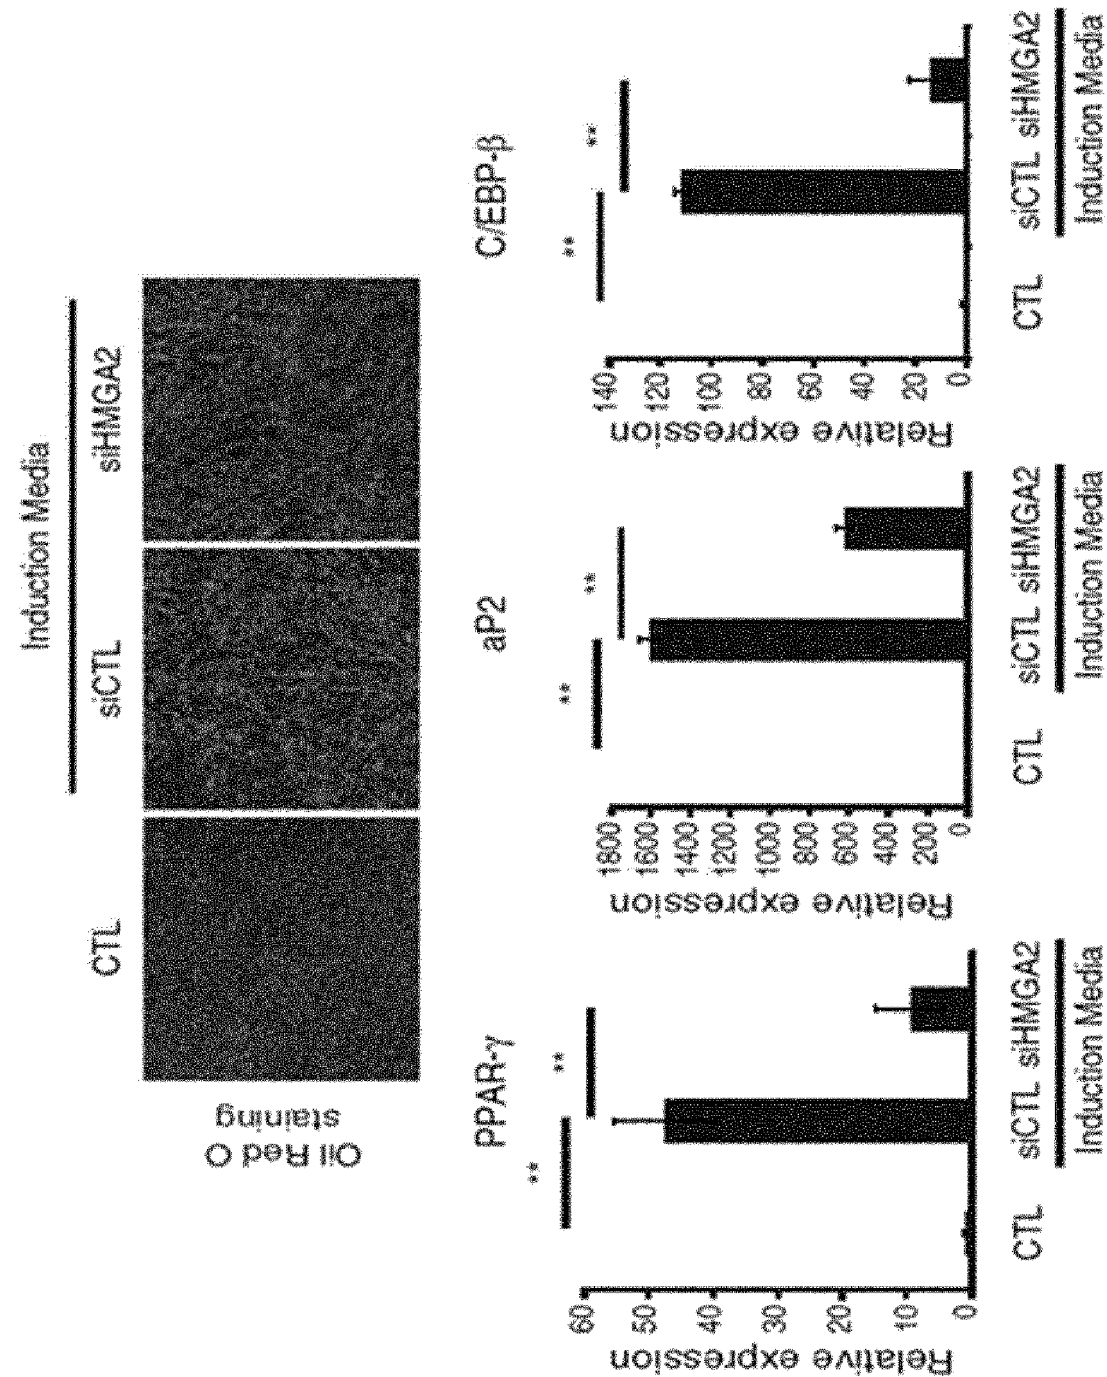 Induction Media
CTL siCTL siHMGA2
Oil Red O
staining
PPAR-γ
Relative expression
60
50
40
30
20
10
0
**
**
CTL siCTL siHMGA2
Induction Media
aP2
Relative expression
1800
1600
1400
1200
1000
800
600
400
200
0
**
**
CTL siCTL siHMGA2
Induction Media
C/EBP-β
Relative expression
140
120
100
80
60
40
20
0
**
**
CTL siCTL siHMGA2
Induction Media